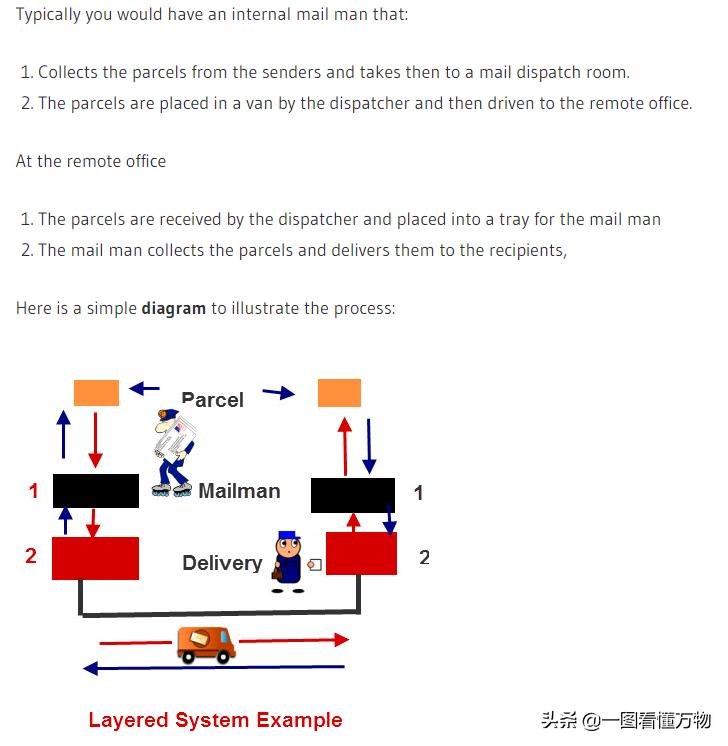 Typically you would have an internal mail man that:
1. Collects the parcels from the senders and takes then to a mail dispatch room.
2. The parcels are placed in a van by the dispatcher and then driven to the remote office.
At the remote office
1. The parcels are received by the dispatcher and placed into a tray for the mail man
2. The mail man collects the parcels and delivers them to the recipients,
Here is a simple diagram to illustrate the process:
Parcel
1 Mailman 1
2 Delivery 2
Layered System Example
头条 @一图看懂万物